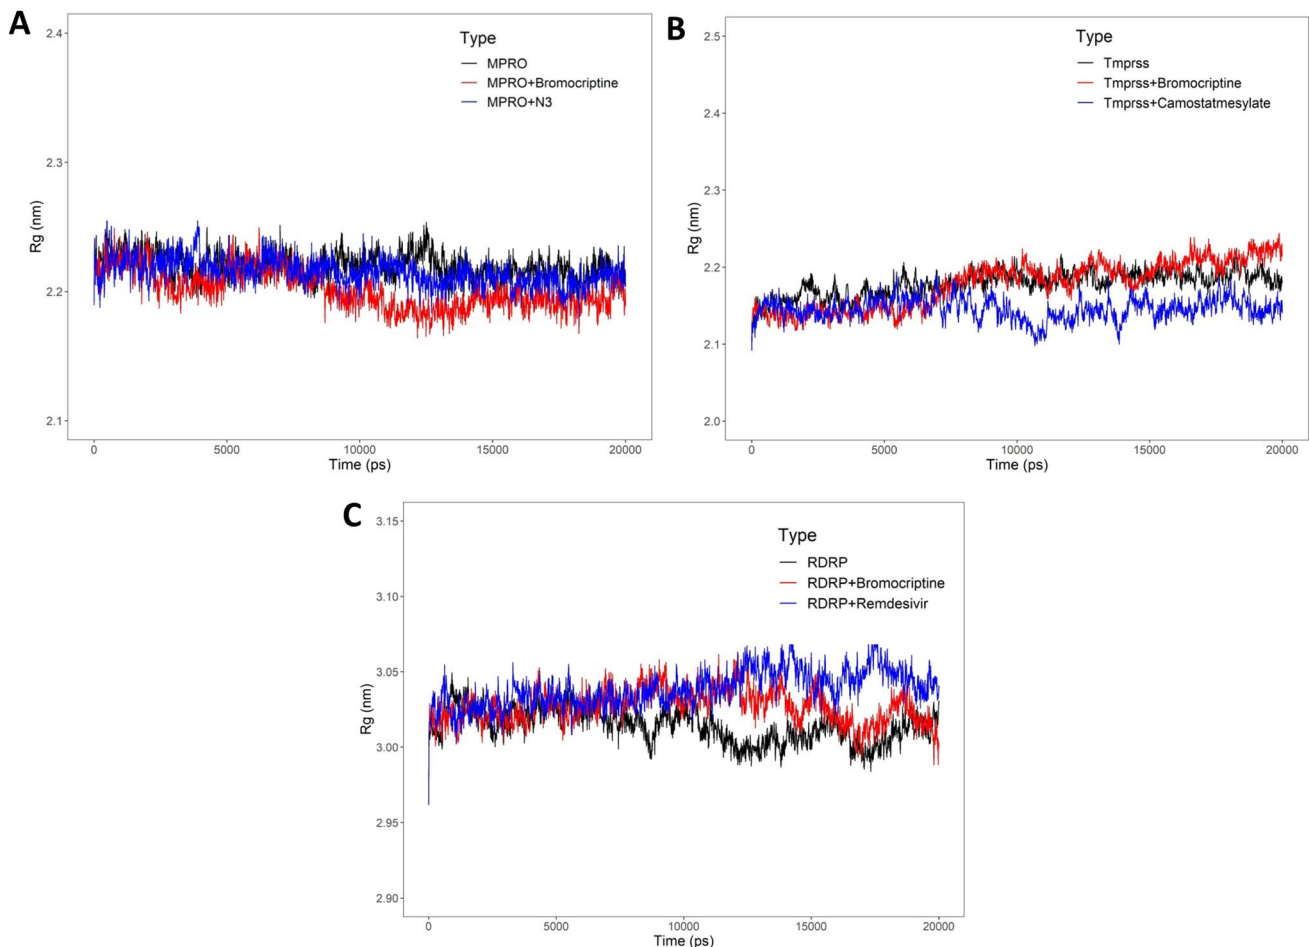 A
Type
MPRO
MPRO+Bromocriptine
MPRO+N3
2.4
2.3
2.2
2.1
Rg (nm)
0 5000 10000 15000 20000
Time (ps)
B
Type
Tmprss
Tmprss+Bromocriptine
Tmprss+Camostatmesylate
2.5
2.4
2.3
2.2
2.1
2.0
Rg (nm)
0 5000 10000 15000 20000
Time (ps)
C
Type
RDRP
RDRP+Bromocriptine
RDRP+Remdesivir
3.15
3.10
3.05
3.00
2.95
2.90
Rg (nm)
0 5000 10000 15000 20000
Time (ps)